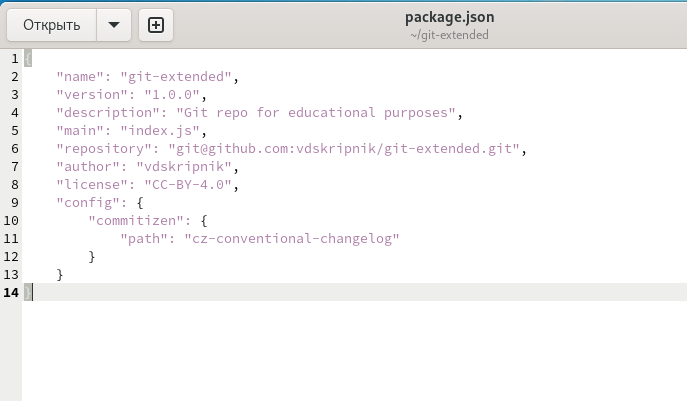 Открыть
package.json
~/git-extended
1 {
2     "name": "git-extended",
3     "version": "1.0.0",
4     "description": "Git repo for educational purposes",
5     "main": "index.js",
6     "repository": "git@github.com:vdskripnik/git-extended.git",
7     "author": "vdskripnik",
8     "license": "CC-BY-4.0",
9     "config": {
10         "commitizen": {
11             "path": "cz-conventional-changelog"
12         }
13     }
14 }